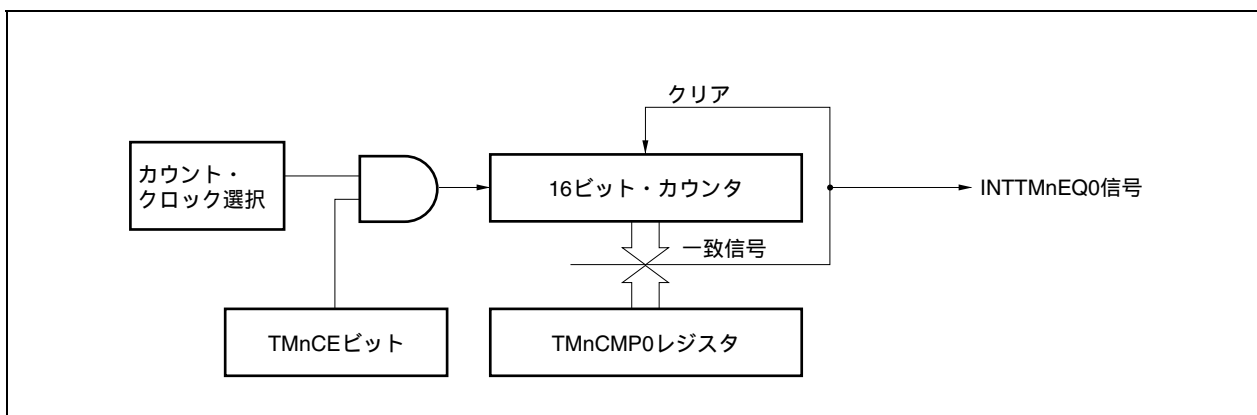 クリア
カウント・
クロック選択
16ビット・カウンタ
INTTMnEQ0信号
一致信号
TMnCEビット
TMnCMP0レジスタ